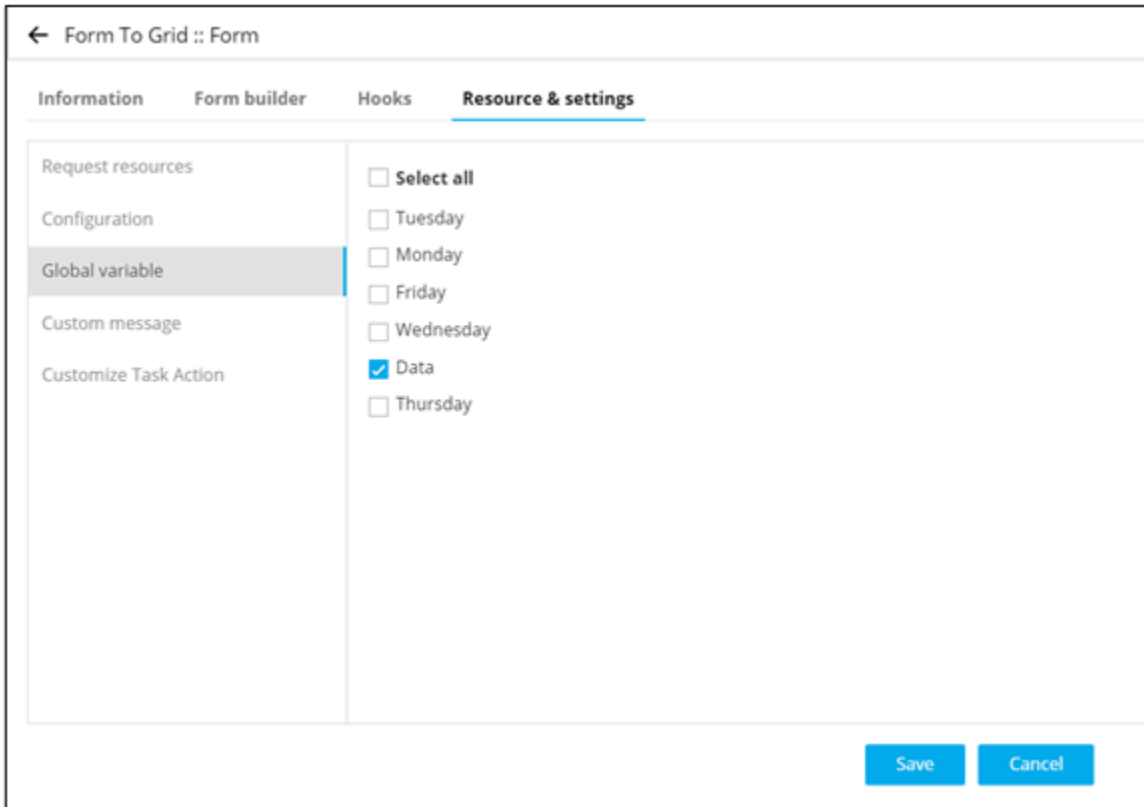 Form To Grid :: Form
Information Form builder Hooks Resource & settings
Request resources
Configuration
Global variable
Custom message
Customize Task Action
Select all
Tuesday
Monday
Friday
Wednesday
Data
Thursday
Save Cancel